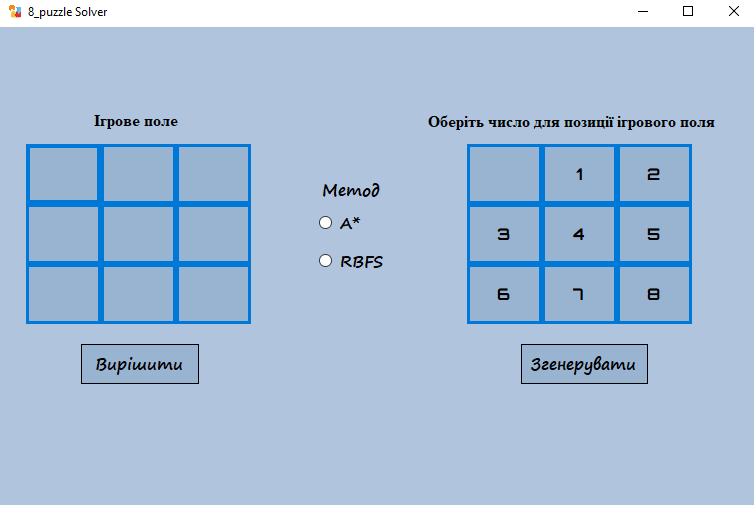 8_puzzle Solver
Ігрове поле
Оберіть число для позиції ігрового поля
Метод
A*
RBFS
1 2
3 4 5
6 7 8
Вирішити
Згенерувати